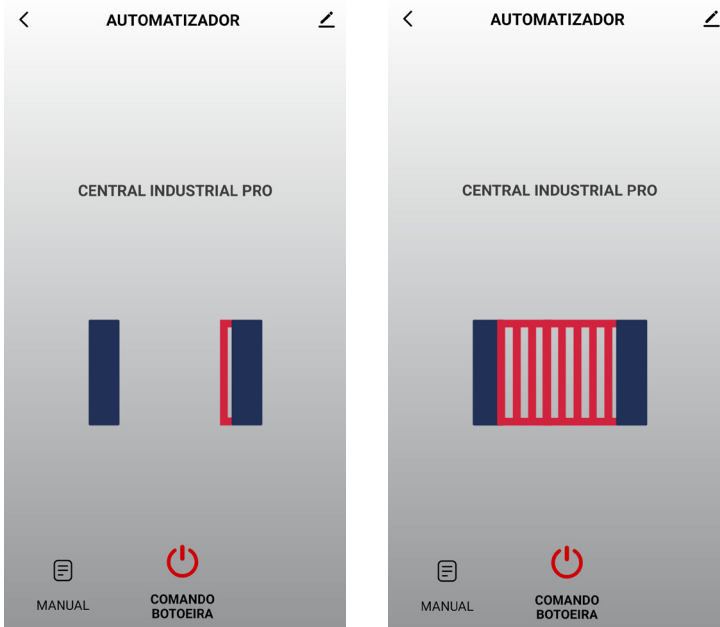 AUTOMATIZADOR
CENTRAL INDUSTRIAL PRO
MANUAL
COMANDO
BOTOEIRA
AUTOMATIZADOR
CENTRAL INDUSTRIAL PRO
MANUAL
COMANDO
BOTOEIRA